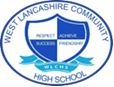 WEST LANCASHIRE COMMUNITY
RESPECT ACHIEVE
SUCCESS FRIENDSHIP
WLCHS
HIGH SCHOOL